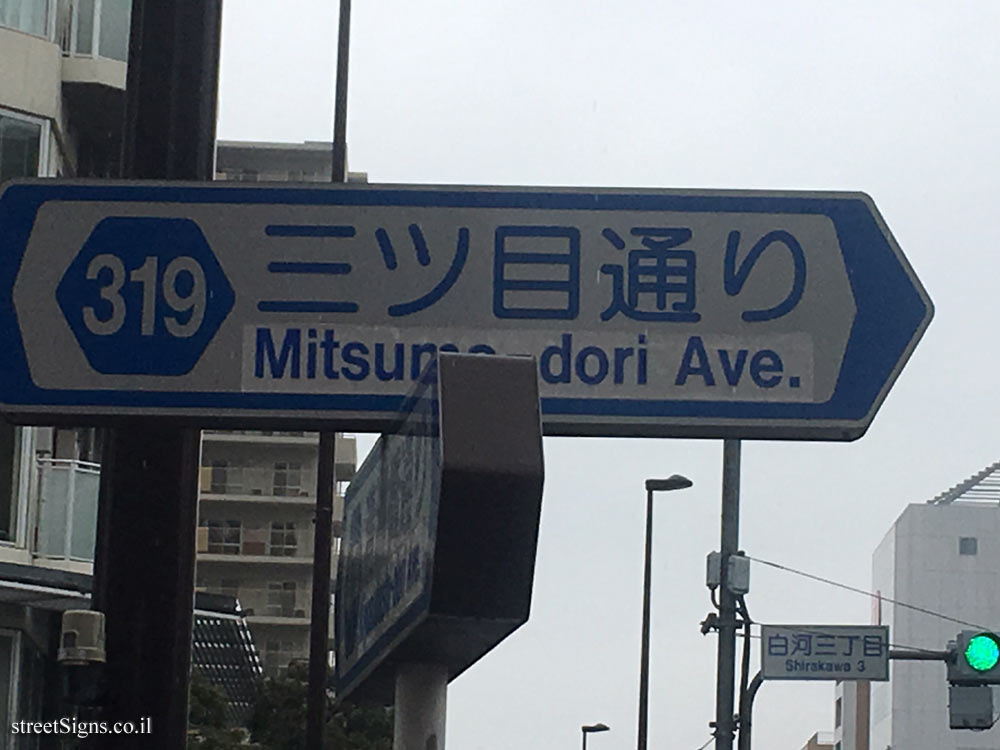 319
三ツ目通り
Mitsume-dori Ave.
白河三丁目
Shirakawa 3
streetSigns.co.il